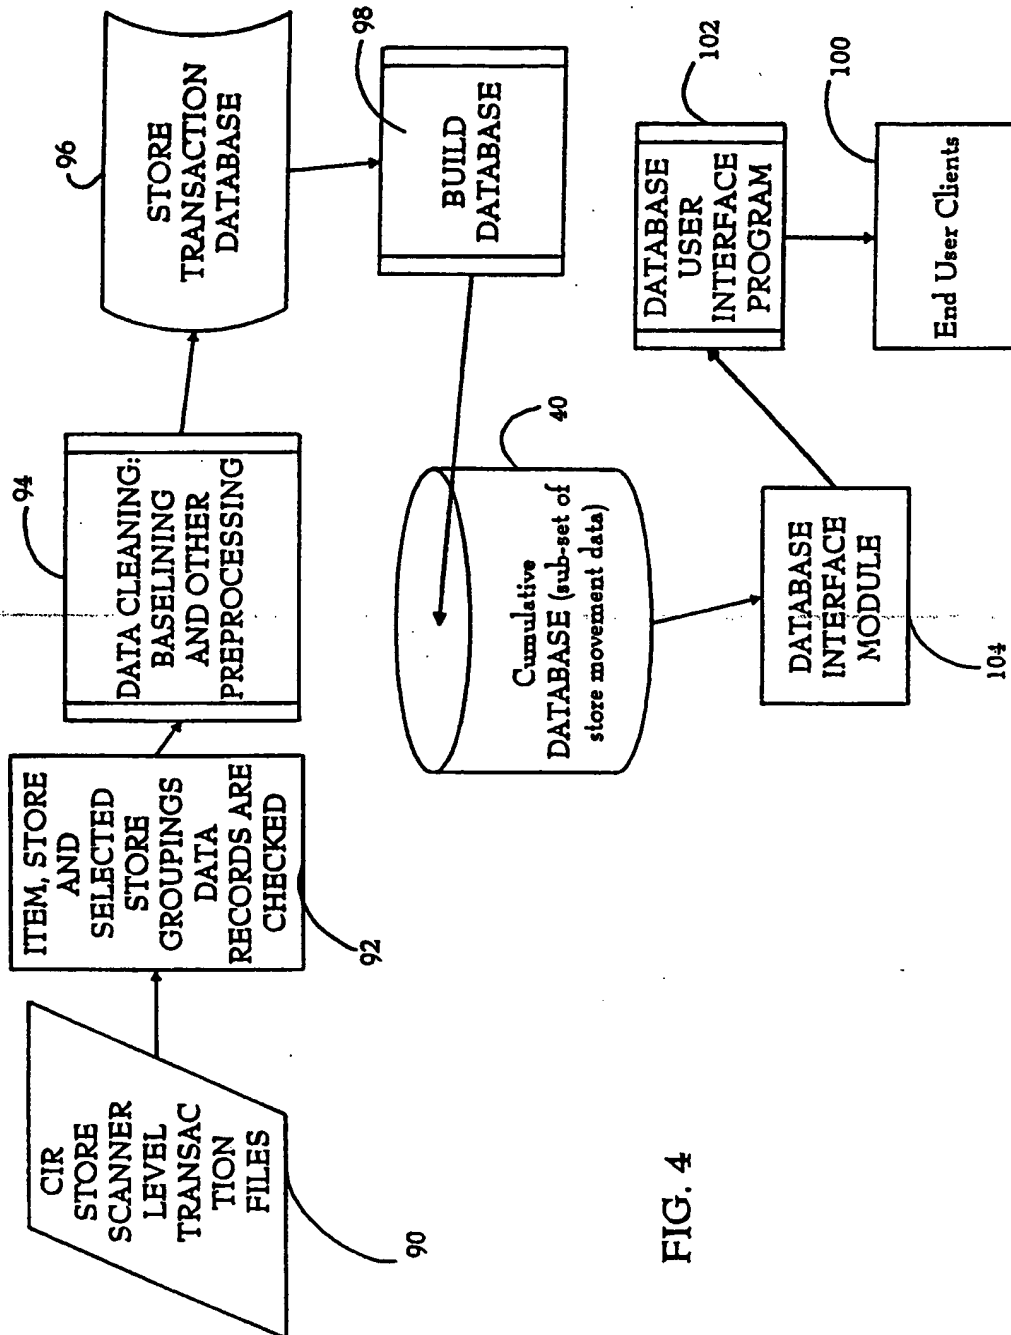 CIR
STORE
SCANNER
LEVEL
TRANSAC
TION
FILES
90
ITEM, STORE
AND
SELECTED
STORE
GROUPINGS
DATA
RECORDS ARE
CHECKED
92
94
DATA CLEANING:
BASELINING
AND OTHER
PREPROCESSING
96
STORE
TRANSACTION
DATABASE
98
BUILD
DATABASE
40
Cumulative
DATABASE (sub-set of
store movement data)
DATABASE
INTERFACE
MODULE
104
102
DATABASE
USER
INTERFACE
PROGRAM
100
End User Clients
FIG. 4